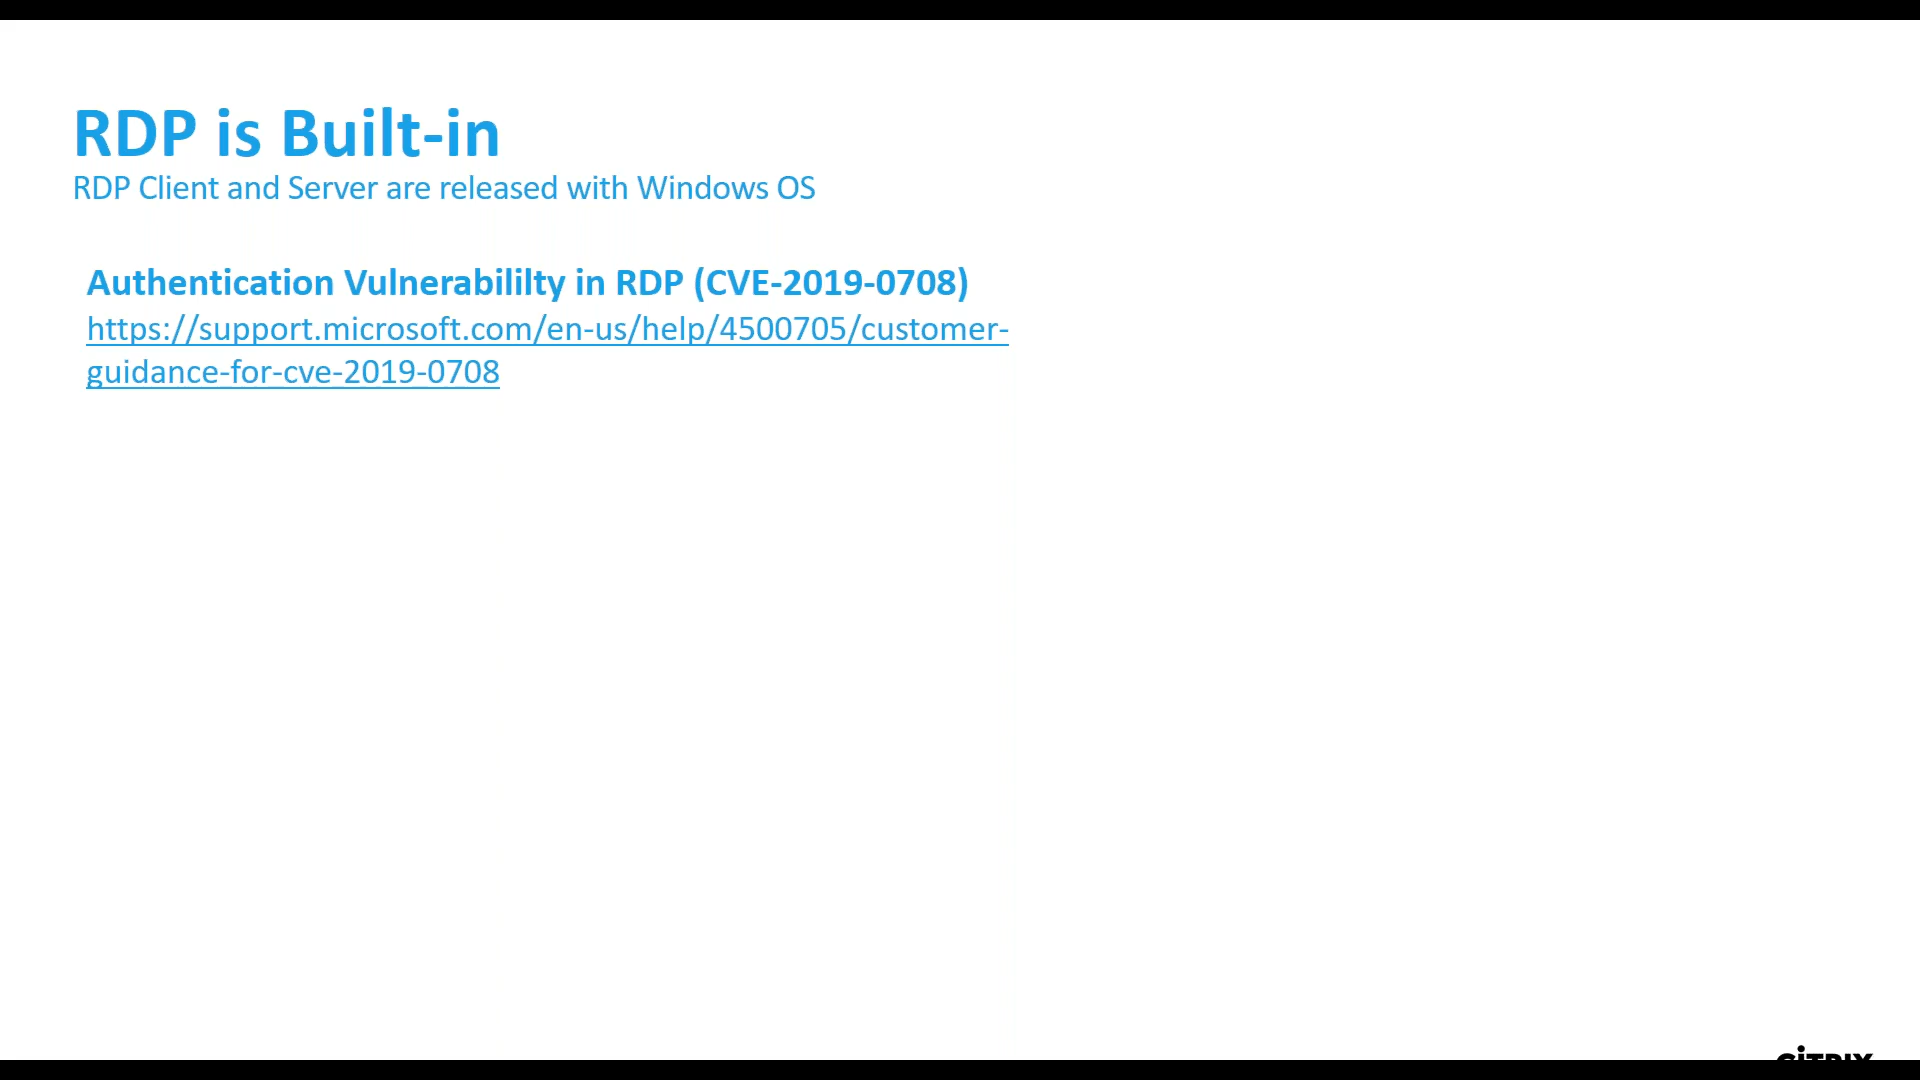 RDP is Built-in
RDP Client and Server are released with Windows OS
Authentication Vulnerabililty in RDP (CVE-2019-0708)
https://support.microsoft.com/en-us/help/4500705/customer-
guidance-for-cve-2019-0708
CITRIX